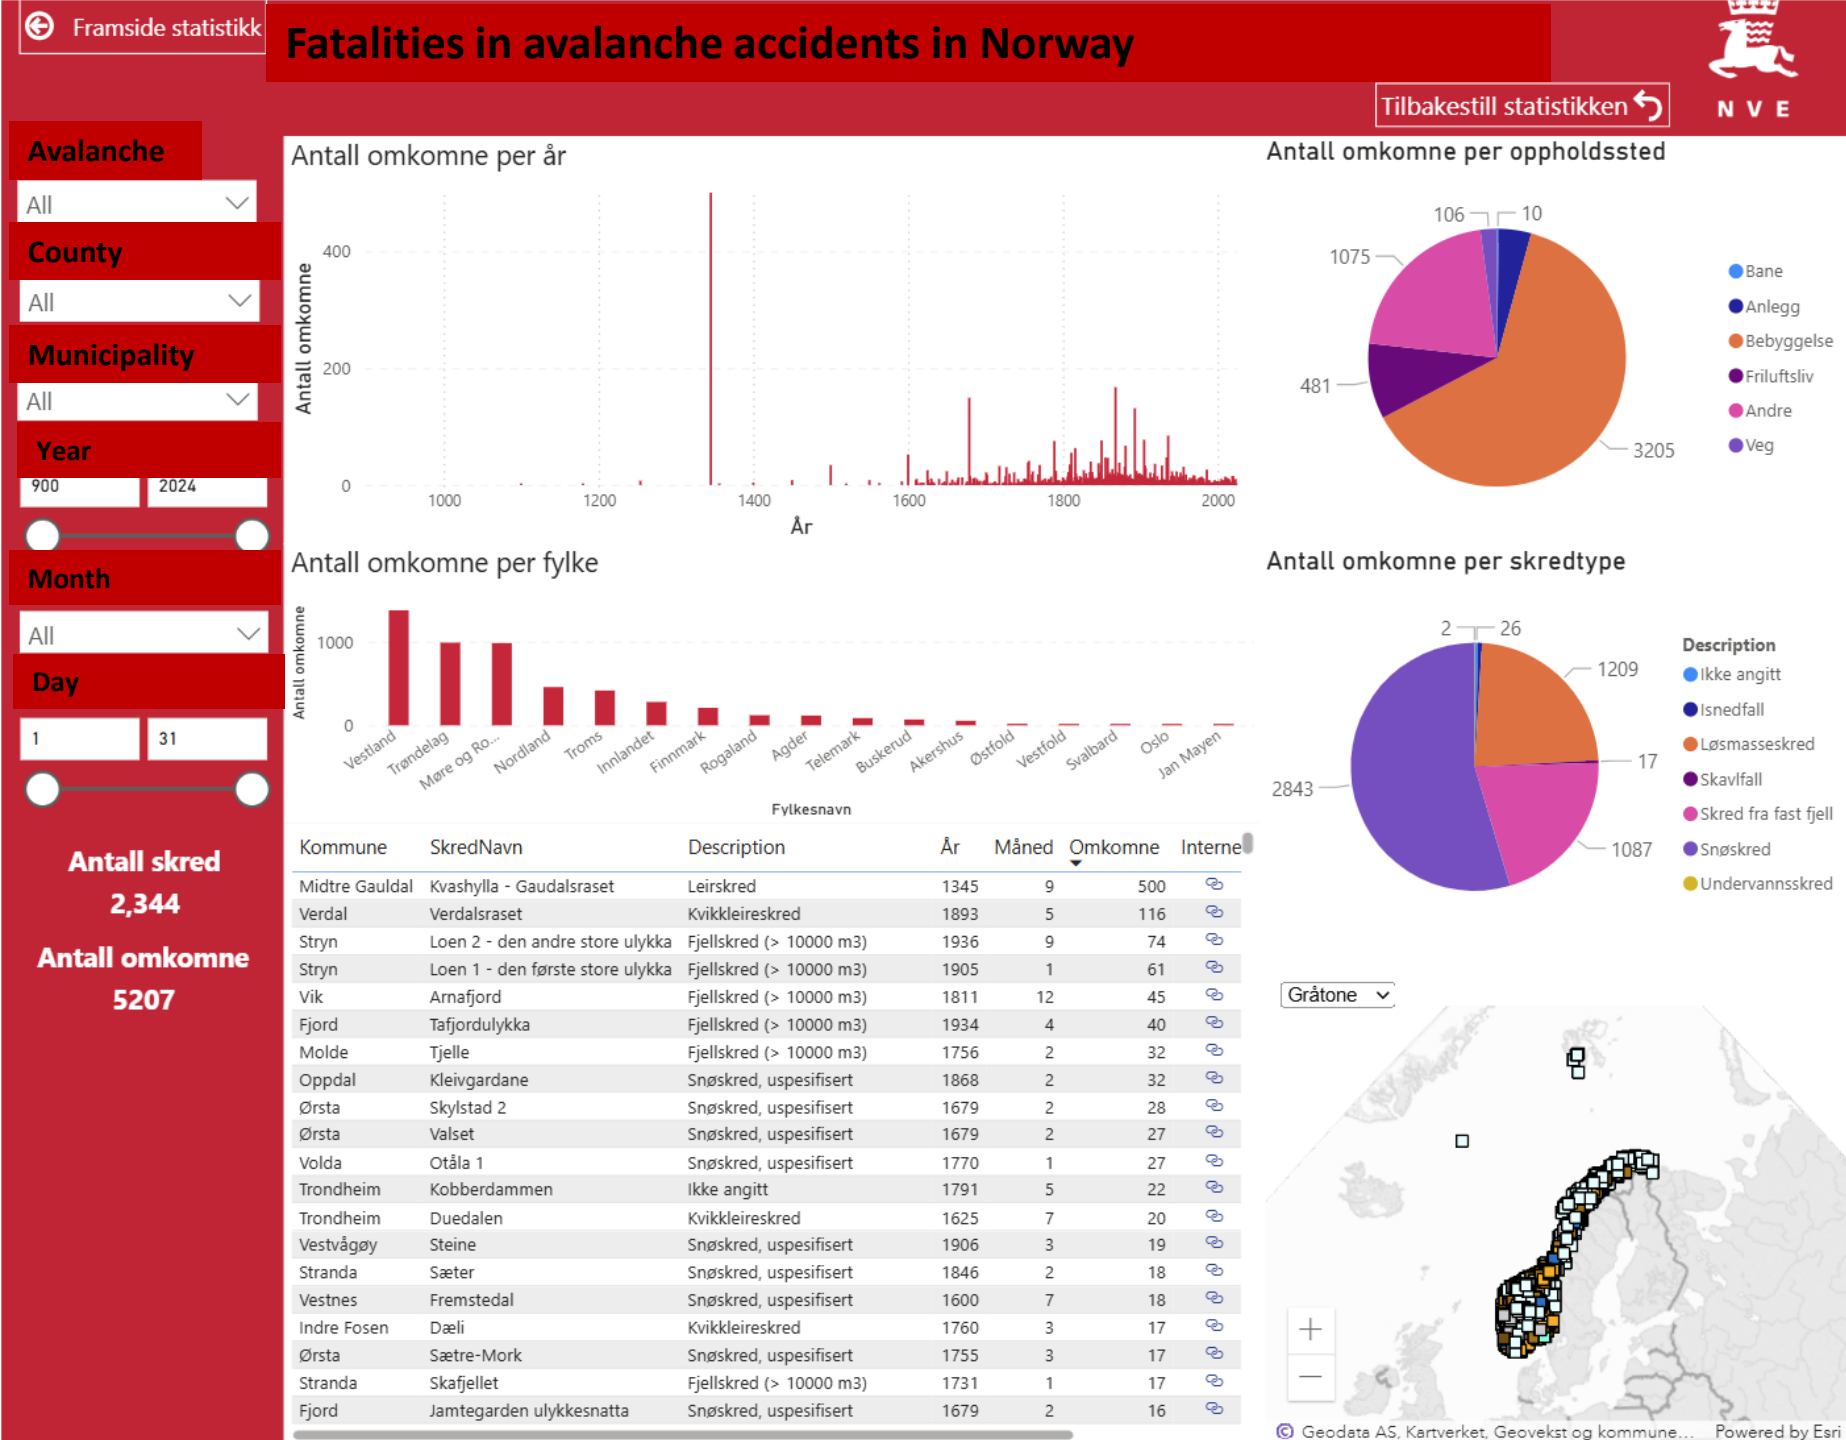 Framside statistikk
Fatalities in avalanche accidents in Norway
NVE
Tilbakestill statistikken
Avalanche
All
County
All
Municipality
All
Year
900 2024
Month
All
Day
1 31
Antall skred
2,344
Antall omkomne
5207
Antall omkomne per år
Antall omkomne
400
200
0
1000 1200 1400 1600 1800 2000
År
Antall omkomne per oppholdssted
106 10
1075
481
3205
Bane
Anlegg
Bebyggelse
Friluftsliv
Andre
Veg
Antall omkomne per fylke
Antall omkomne
1000
0
Vestland Trøndelag Møre og Ro... Nordland Troms Innlandet Finnmark Rogaland Agder Telemark Buskerud Akershus Østfold Vestfold Svalbard Oslo Jan Mayen
Fylkesnavn
Antall omkomne per skredtype
2 26
1209
17
2843
1087
Description
Ikke angitt
Isnedfall
Løsmasseskred
Skavlfall
Skred fra fast fjell
Snøskred
Undervannsskred
Kommune SkredNavn Description År Måned Omkomne Interne
Midtre Gauldal Kvashylla - Gaudalsraset Leirskred 1345 9 500
Verdal Verdalsraset Kvikkleireskred 1893 5 116
Stryn Loen 2 - den andre store ulykka Fjellskred (> 10000 m3) 1936 9 74
Stryn Loen 1 - den første store ulykka Fjellskred (> 10000 m3) 1905 1 61
Vik Arnafjord Fjellskred (> 10000 m3) 1811 12 45
Fjord Tafjordulykka Fjellskred (> 10000 m3) 1934 4 40
Molde Tjelle Fjellskred (> 10000 m3) 1756 2 32
Oppdal Kleivgardane Snøskred, uspesifisert 1868 2 32
Ørsta Skylstad 2 Snøskred, uspesifisert 1679 2 28
Ørsta Valset Snøskred, uspesifisert 1679 2 27
Volda Otåla 1 Snøskred, uspesifisert 1770 1 27
Trondheim Kobberdammen Ikke angitt 1791 5 22
Trondheim Duedalen Kvikkleireskred 1625 7 20
Vestvågøy Steine Snøskred, uspesifisert 1906 3 19
Stranda Sæter Snøskred, uspesifisert 1846 2 18
Vestnes Fremstedal Snøskred, uspesifisert 1600 7 18
Indre Fosen Dæli Kvikkleireskred 1760 3 17
Ørsta Sætre-Mork Snøskred, uspesifisert 1755 3 17
Stranda Skafjellet Fjellskred (> 10000 m3) 1731 1 17
Fjord Jamtegarden ulykkesnatta Snøskred, uspesifisert 1679 2 16
Gråtone
+
−
© Geodata AS, Kartverket, Geovekst og kommune... Powered by Esri